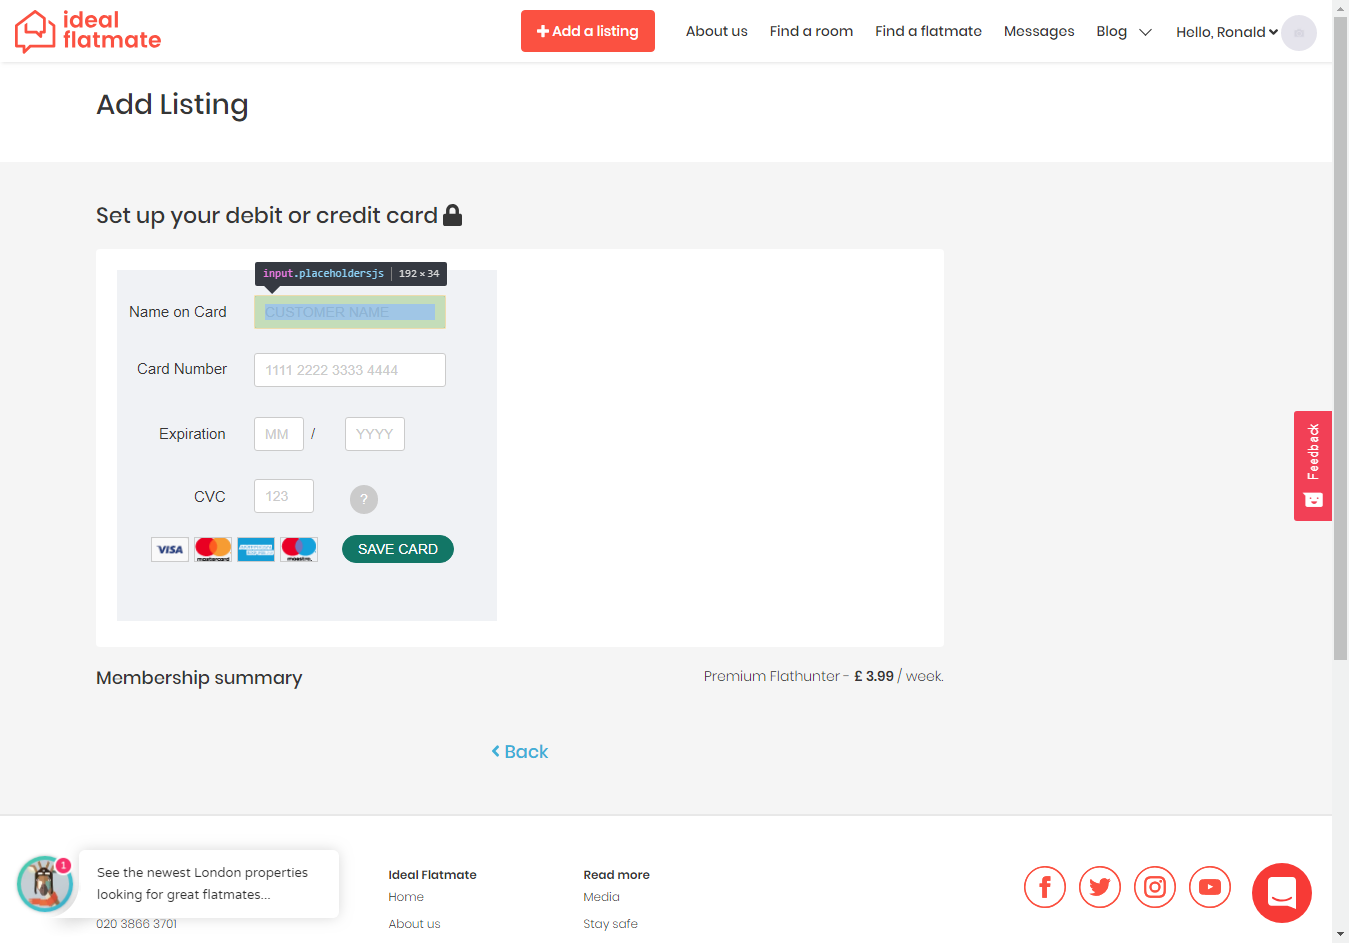 ideal
flatmate
Add a listing
About us
Find a room
Find a flatmate
Messages
Blog
Hello, Ronald
Add Listing
Set up your debit or credit card
input.placeholdersjs 192 × 34
Name on Card
CUSTOMER NAME
Card Number
1111 2222 3333 4444
Expiration
MM
/
YYYY
CVC
123
?
VISA
mastercard
maestro.
SAVE CARD
Feedback
Membership summary
Premium Flathunter - £ 3.99 / week.
Back
1
See the newest London properties
looking for great flatmates...
020 3866 3701
Ideal Flatmate
Home
About us
Read more
Media
Stay safe